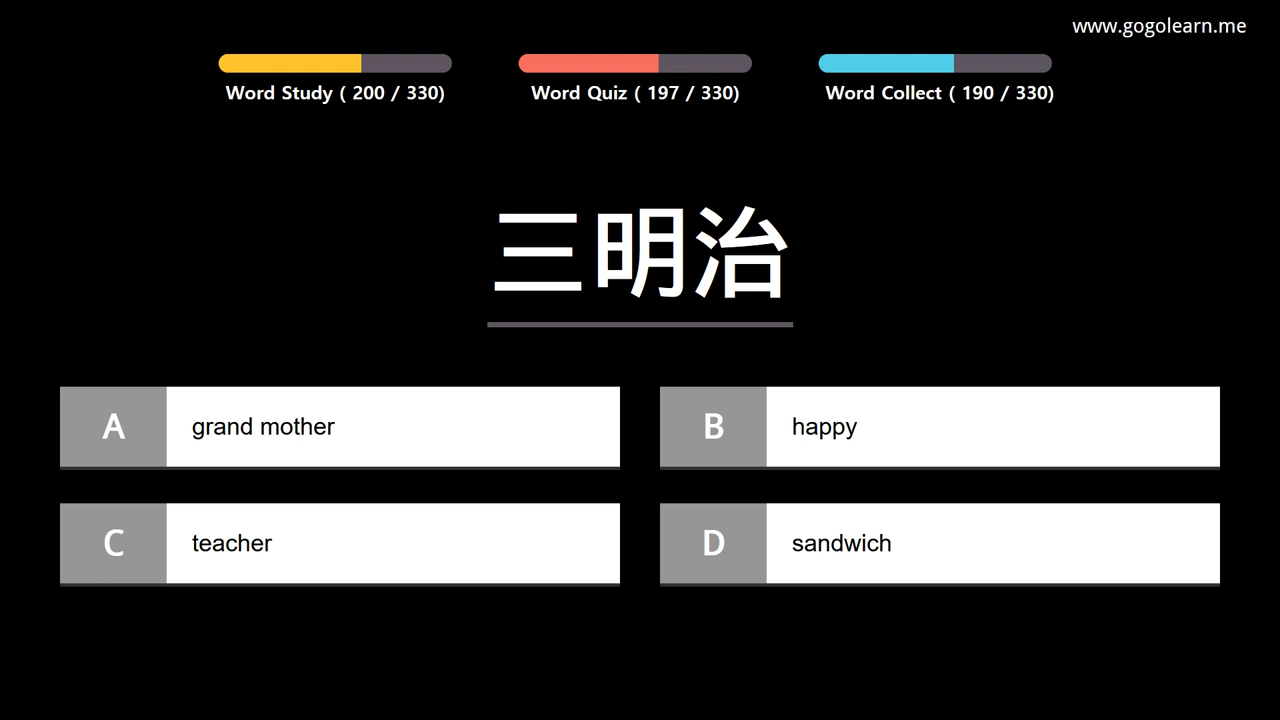 www.gogolearn.me
Word Study ( 200 / 330)
Word Quiz ( 197 / 330)
Word Collect ( 190 / 330)
三明治
A grand mother
B happy
C teacher
D sandwich